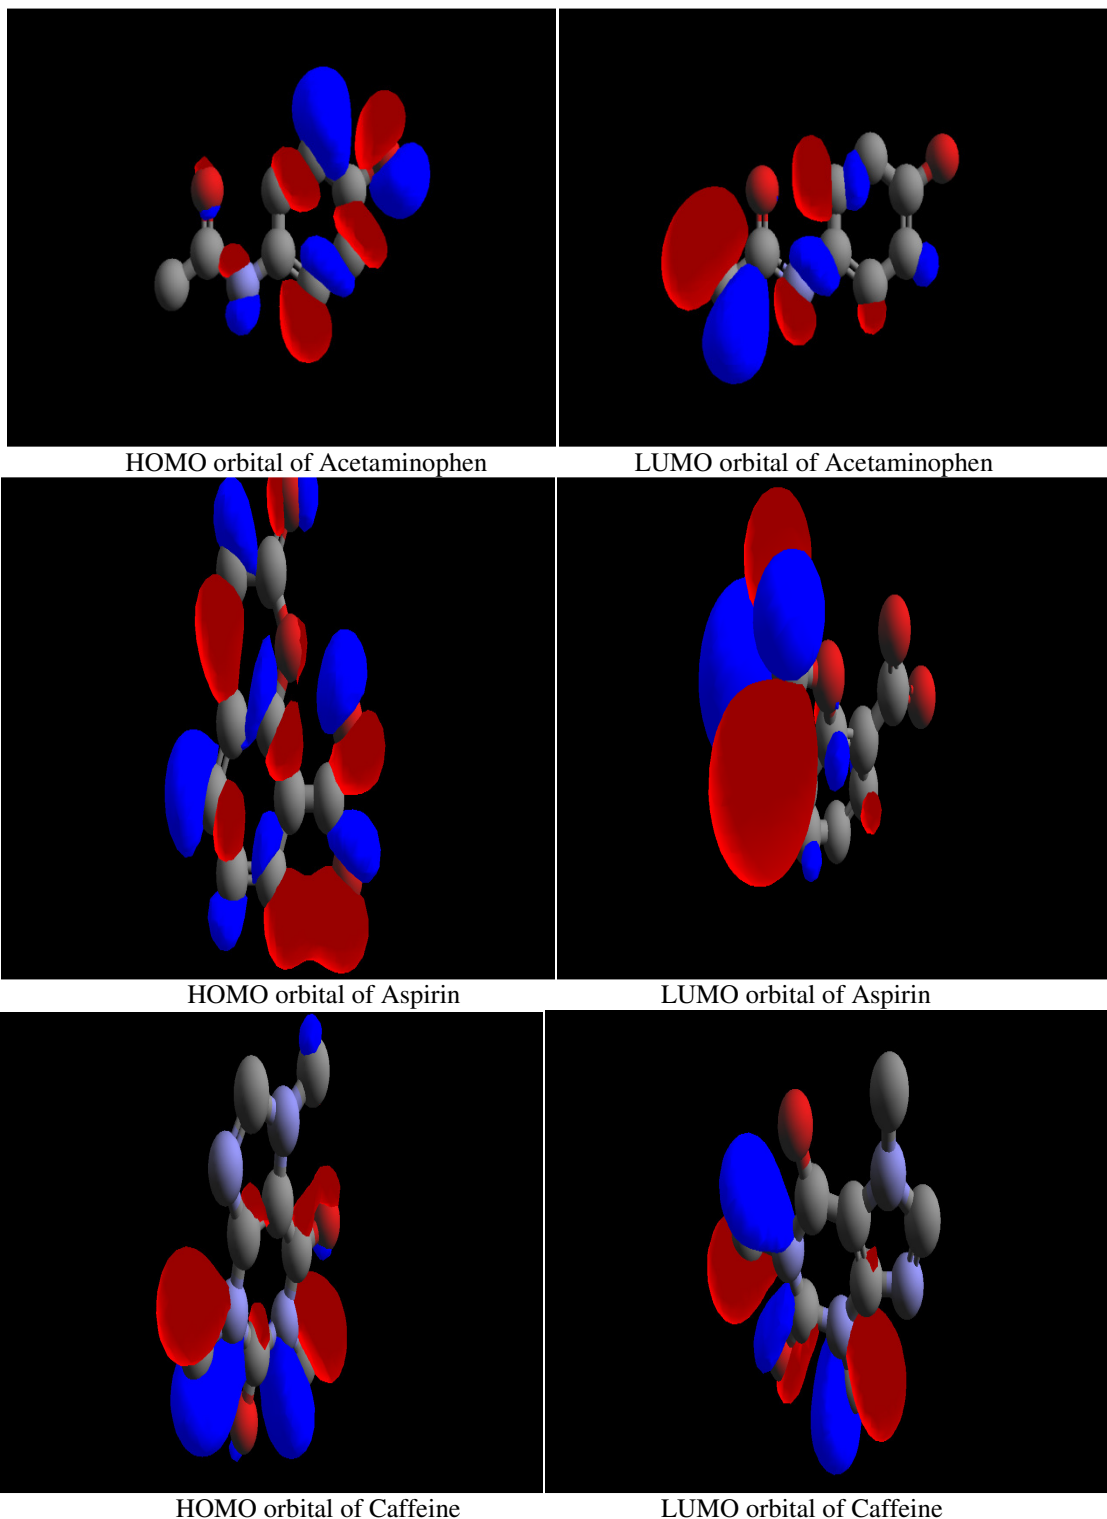 HOMO orbital of Acetaminophen
LUMO orbital of Acetaminophen
HOMO orbital of Aspirin
LUMO orbital of Aspirin
HOMO orbital of Caffeine
LUMO orbital of Caffeine